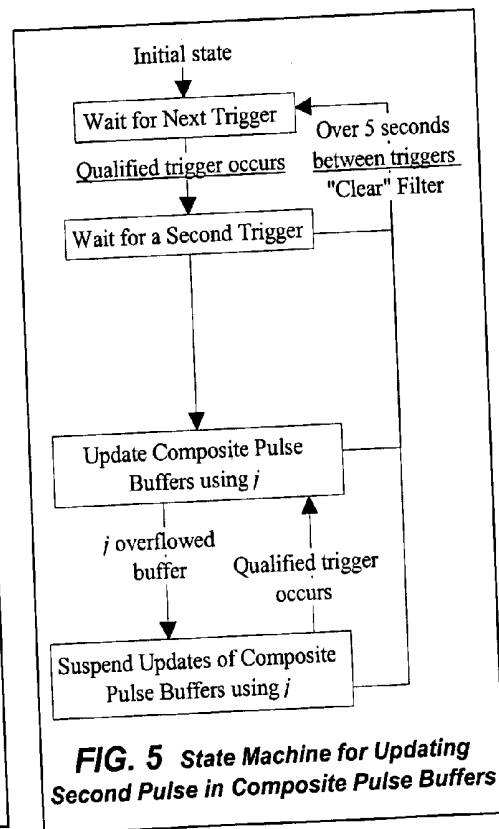 Initial state
Wait for Next Trigger
Over 5 seconds
between triggers
"Clear" Filter
Qualified trigger occurs
Wait for a Second Trigger
Update Composite Pulse
Buffers using j
j overflowed
buffer
Qualified trigger
occurs
Suspend Updates of Composite
Pulse Buffers using j
FIG. 5 State Machine for Updating
Second Pulse in Composite Pulse Buffers